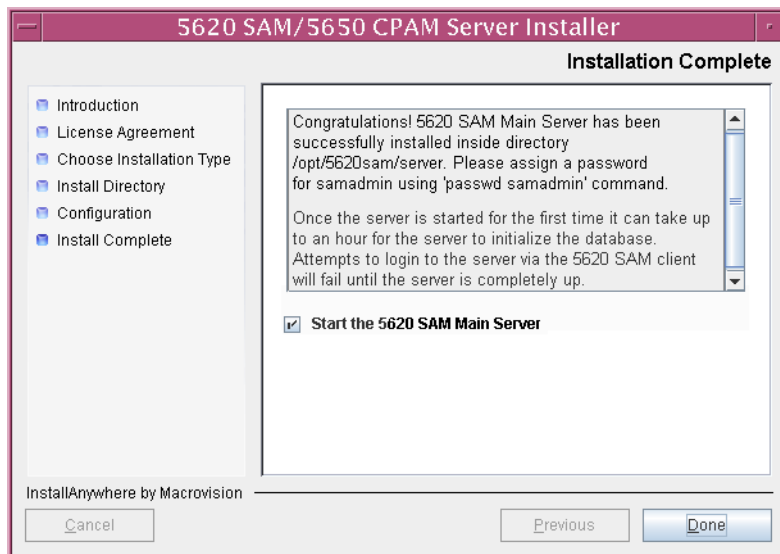 5620 SAM/5650 CPAM Server Installer
Installation Complete
Introduction
License Agreement
Choose Installation Type
Install Directory
Configuration
Install Complete
Congratulations! 5620 SAM Main Server has been
successfully installed inside directory
/opt/5620sam/server. Please assign a password
for samadmin using 'passwd samadmin' command.
Once the server is started for the first time it can take up
to an hour for the server to initialize the database.
Attempts to login to the server via the 5620 SAM client
will fail until the server is completely up.
Start the 5620 SAM Main Server
InstallAnywhere by Macrovision
Cancel
Previous
Done